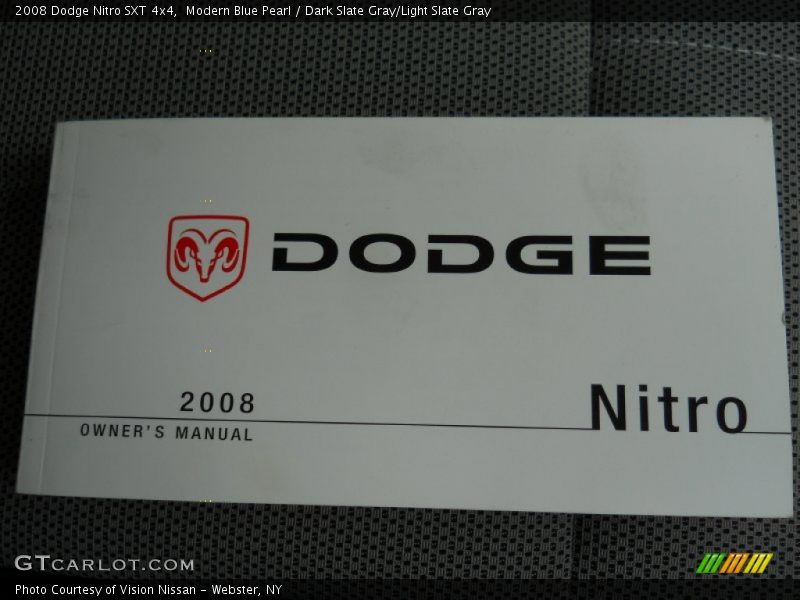 2008 Dodge Nitro SXT 4x4,  Modern Blue Pearl / Dark Slate Gray/Light Slate Gray
DODGE
2008
Nitro
OWNER'S MANUAL
GTCARLOT.COM
Photo Courtesy of Vision Nissan - Webster, NY